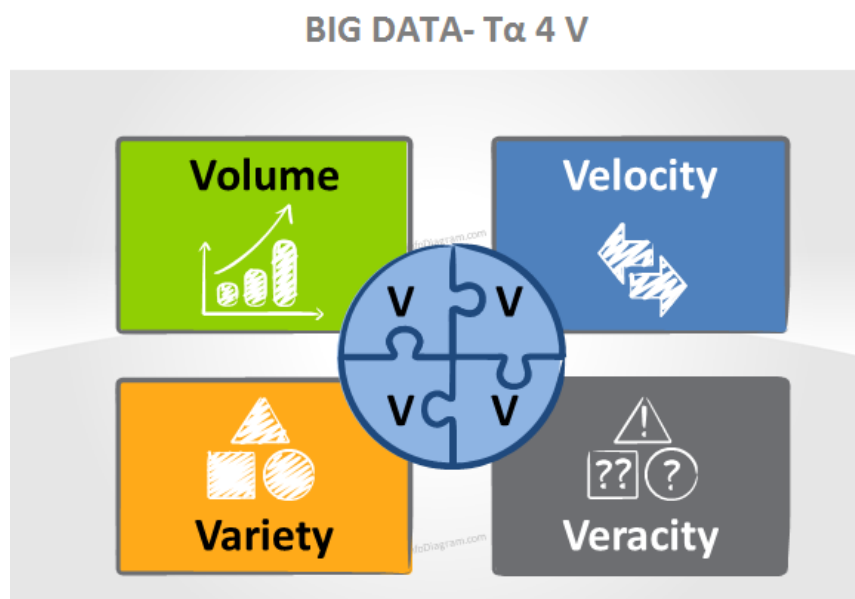 BIG DATA- Τα 4 V
Volume
Velocity
V
V
V
V
!
??
?
Variety
Veracity